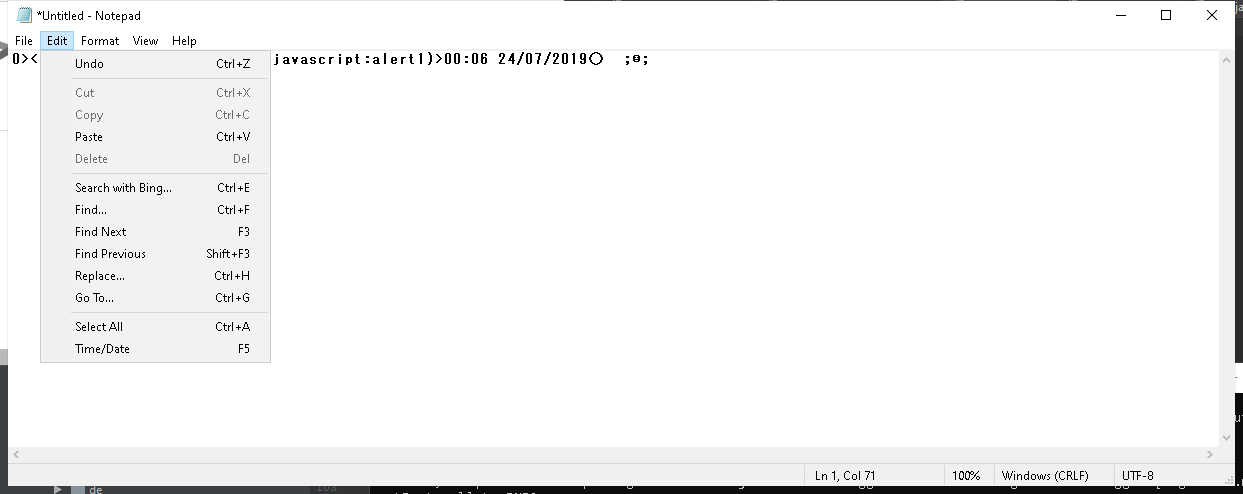 *Untitled - Notepad
File Edit Format View Help
0>< javascript:alert1)>00:06 24/07/2019○ ;ອ;
Undo Ctrl+Z
Cut Ctrl+X
Copy Ctrl+C
Paste Ctrl+V
Delete Del
Search with Bing... Ctrl+E
Find... Ctrl+F
Find Next F3
Find Previous Shift+F3
Replace... Ctrl+H
Go To... Ctrl+G
Select All Ctrl+A
Time/Date F5
Ln 1, Col 71 100% Windows (CRLF) UTF-8
de